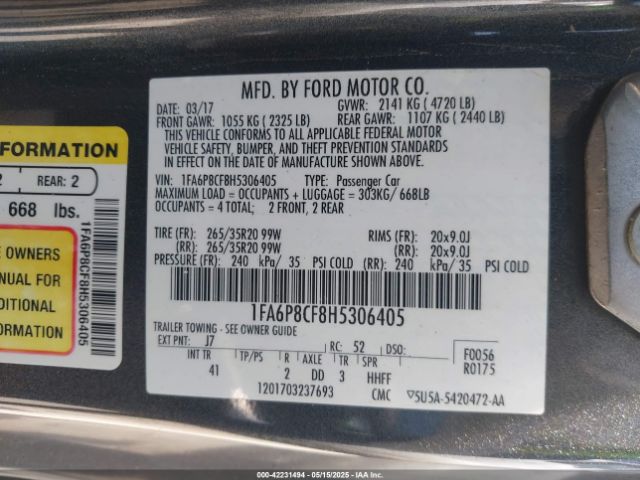 MFD. BY FORD MOTOR CO.
DATE: 03/17 GVWR: 2141 KG ( 4720 LB)
FRONT GAWR: 1055 KG ( 2325 LB) REAR GAWR: 1107 KG ( 2440 LB)
THIS VEHICLE CONFORMS TO ALL APPLICABLE FEDERAL MOTOR
VEHICLE SAFETY, BUMPER, AND THEFT PREVENTION STANDARDS
IN EFFECT ON THE DATE OF MANUFACTURE SHOWN ABOVE.
VIN: 1FA6P8CF8H5306405 TYPE: Passenger Car
MAXIMUM LOAD = OCCUPANTS + LUGGAGE = 303KG/ 668LB
OCCUPANTS = 4 TOTAL; 2 FRONT, 2 REAR
TIRE (FR): 265/35R20 99W RIMS (FR): 20x9.0J
(RR): 265/35R20 99W (RR): 20x9.0J
PRESSURE (FR): 240 kPa/ 35 PSI COLD (RR): 240 kPa/ 35 PSI COLD
1FA6P8CF8H5306405
TRAILER TOWING - SEE OWNER GUIDE
EXT PNT: J7 RC: 52 DSO: F0056
INT TR TP/PS R AXLE TR SPR R0175
41 2 DD 3 HHFF
1201703237693 CMC 5U5A-5420472-AA
FORMATION
2 REAR: 2
668 lbs.
E OWNERS
ANUAL FOR
DITIONAL
ORMATION
1FA6P8CF8H5306405
000-42231494 05/15/2025 IAAI.COM